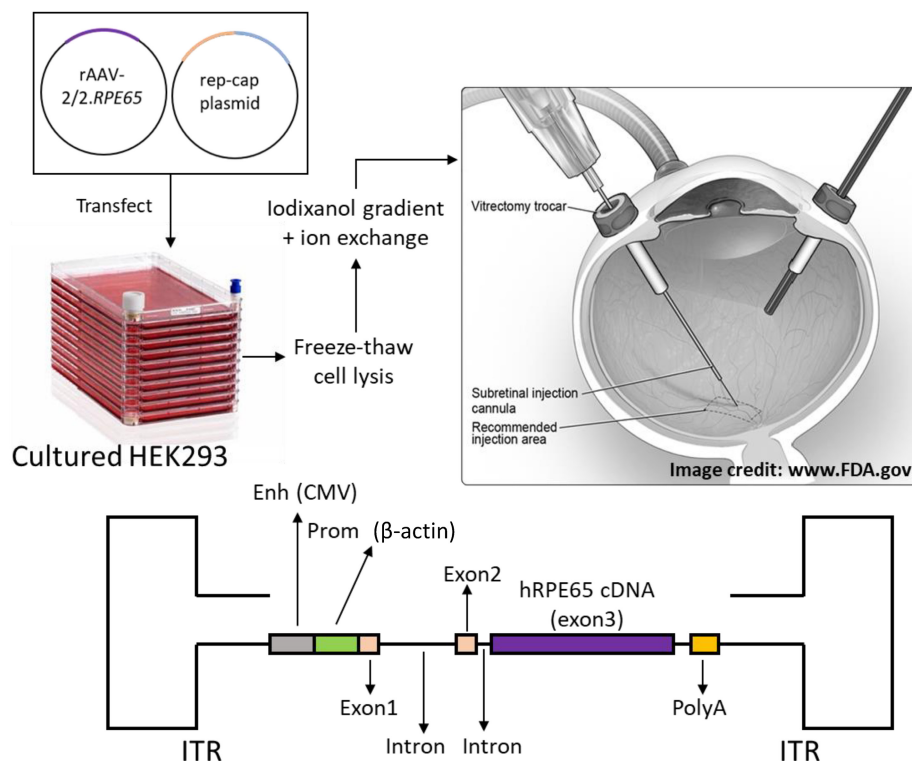 rAAV-
2/2.RPE65
rep-cap
plasmid
Transfect
Iodixanol gradient
+ ion exchange
Freeze-thaw
cell lysis
Cultured HEK293
Vitrectomy trocar
Subretinal injection
cannula
Recommended
injection area
Image credit: www.FDA.gov
Enh (CMV)
Prom (β-actin)
Exon2
hRPE65 cDNA
(exon3)
Exon1
PolyA
Intron
Intron
ITR
ITR